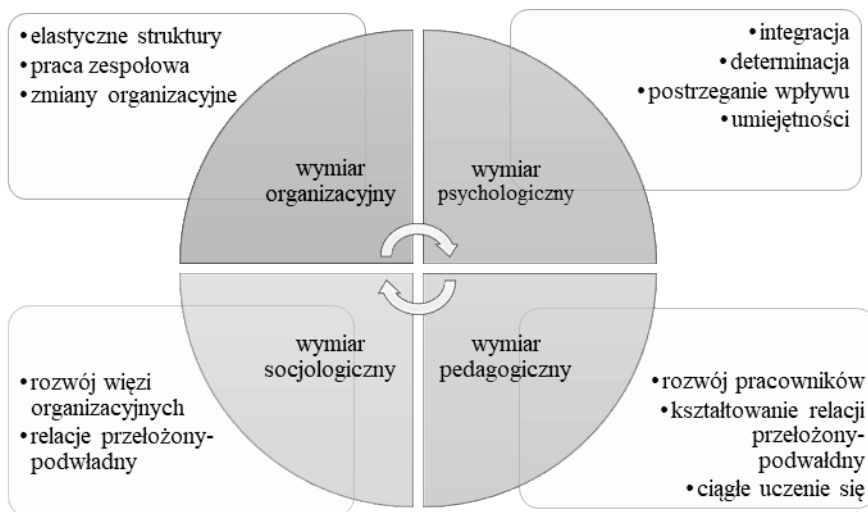 • elastyczne struktury
• praca zespołowa
• zmiany organizacyjne
• integracja
• determinacja
• postrzeganie wpływu
• umiejętności
wymiar
organizacyjny
wymiar
psychologiczny
wymiar
socjologiczny
wymiar
pedagogiczny
• rozwój więzi
organizacyjnych
• relacje przełożony-
podwładny
• rozwój pracowników
• kształtowanie relacji
przełożony-
podwałdny
• ciągłe uczenie się